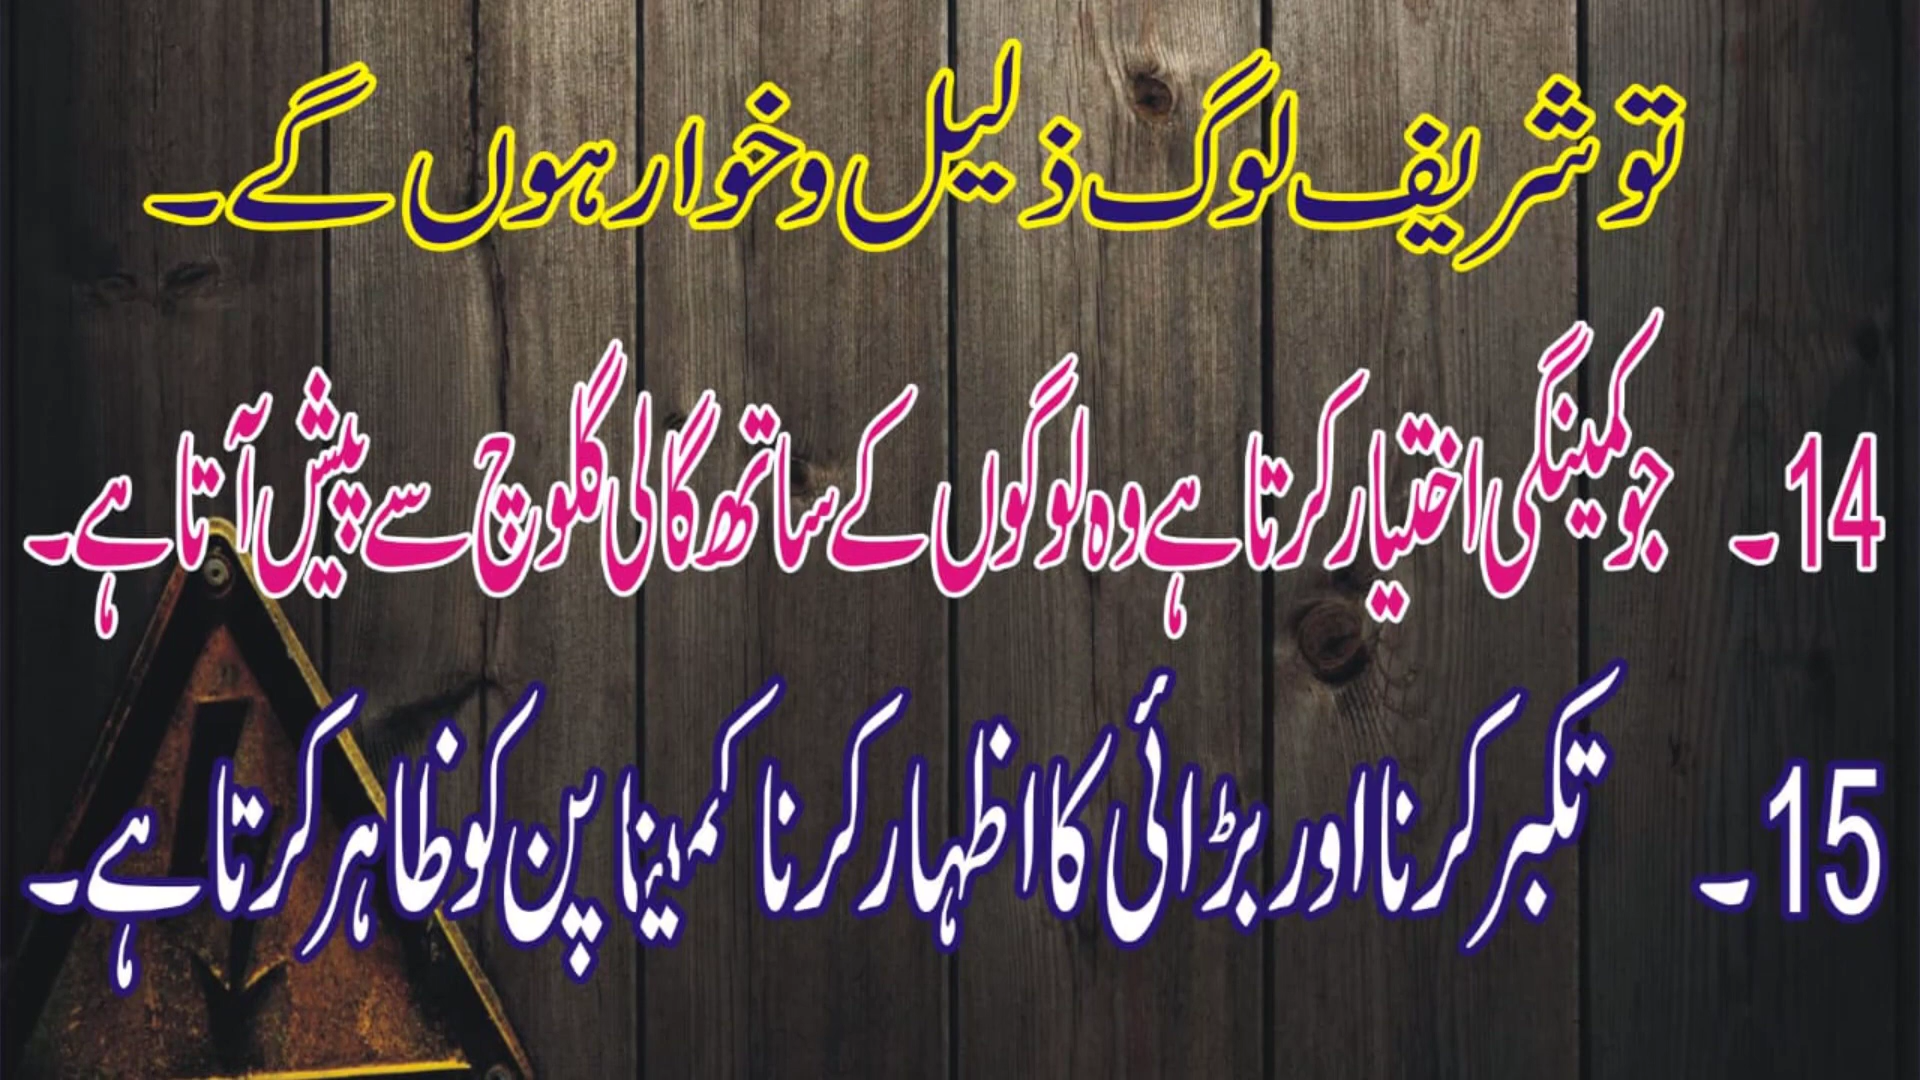 تو شریف لوگ ذلیل و خوار ہوں گے۔
14۔ جو کمینگی اختیار کرتا ہے وہ لوگوں کے ساتھ گالی گلوچ سے پیش آتا ہے۔
15۔ تکبر کرنا اور بڑائی کا اظہار کرنا کمینا پن کو ظاہر کرتا ہے۔